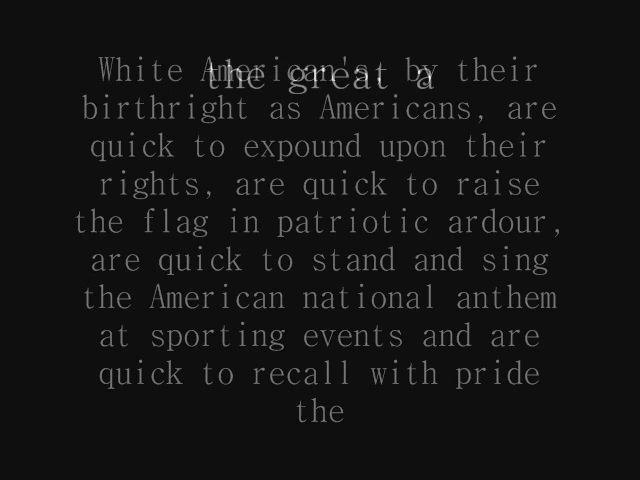 White American's, by their
the great a
birthright as Americans, are
quick to expound upon their
rights, are quick to raise
the flag in patriotic ardour,
are quick to stand and sing
the American national anthem
at sporting events and are
quick to recall with pride
the